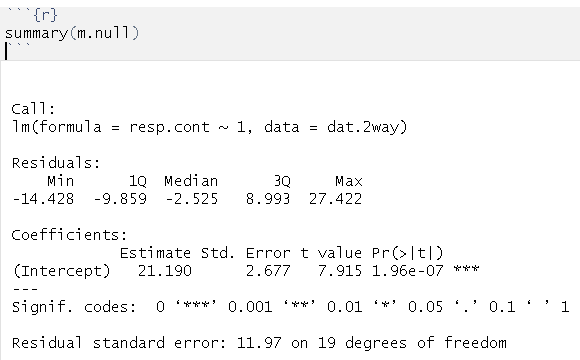 ```{r}
summary(m.null)
```
Call:
lm(formula = resp.cont ~ 1, data = dat.2way)
Residuals:
    Min      1Q  Median      3Q     Max
-14.428  -9.859  -2.525   8.993  27.422
Coefficients:
            Estimate Std. Error t value Pr(>|t|)
(Intercept)   21.190      2.677   7.915 1.96e-07 ***
---
Signif. codes:  0 ‘***’ 0.001 ‘**’ 0.01 ‘*’ 0.05 ‘.’ 0.1 ‘ ’ 1
Residual standard error: 11.97 on 19 degrees of freedom